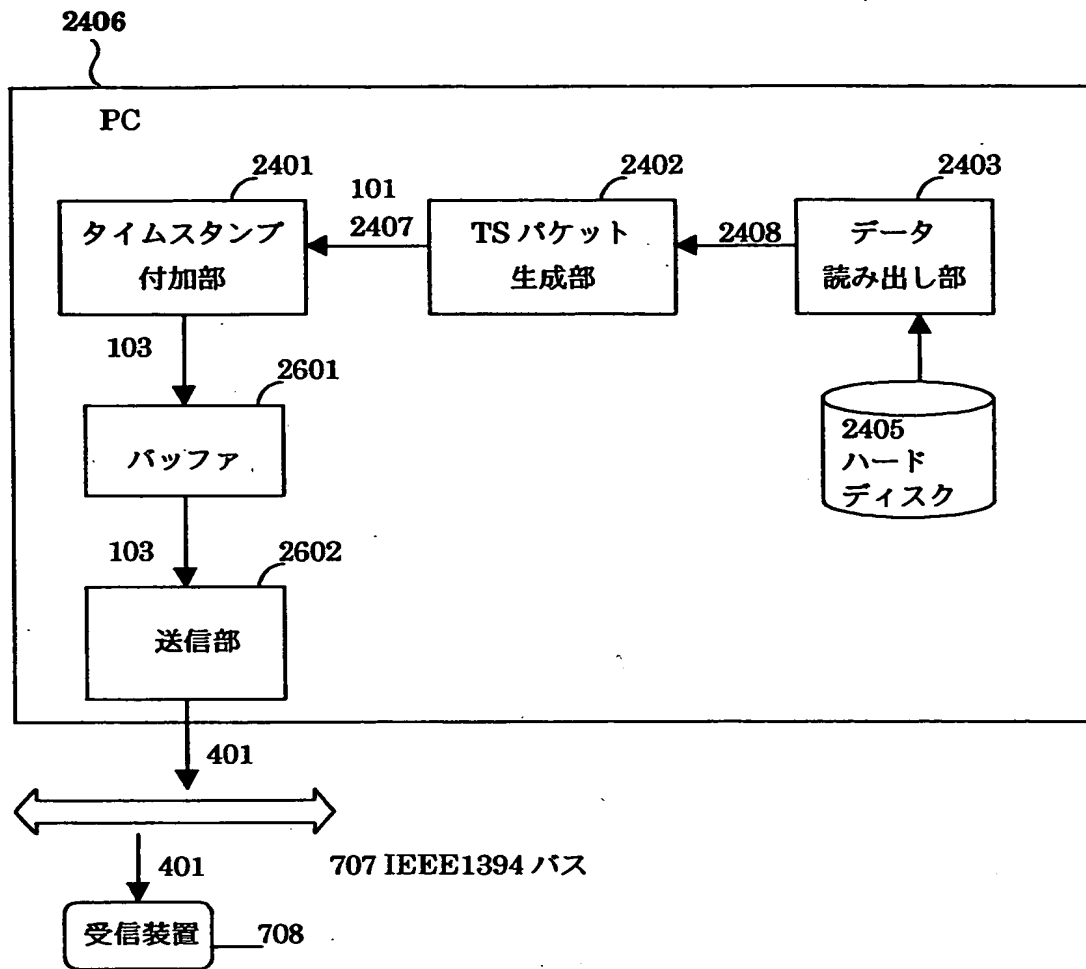 2406
PC
2401
タイムスタンプ
付加部
101
2407
2402
TSパケット
生成部
2408
2403
データ
読み出し部
103
2601
バッファ
2405
ハード
ディスク
103
2602
送信部
401
707 IEEE1394 バス
401
受信装置
708